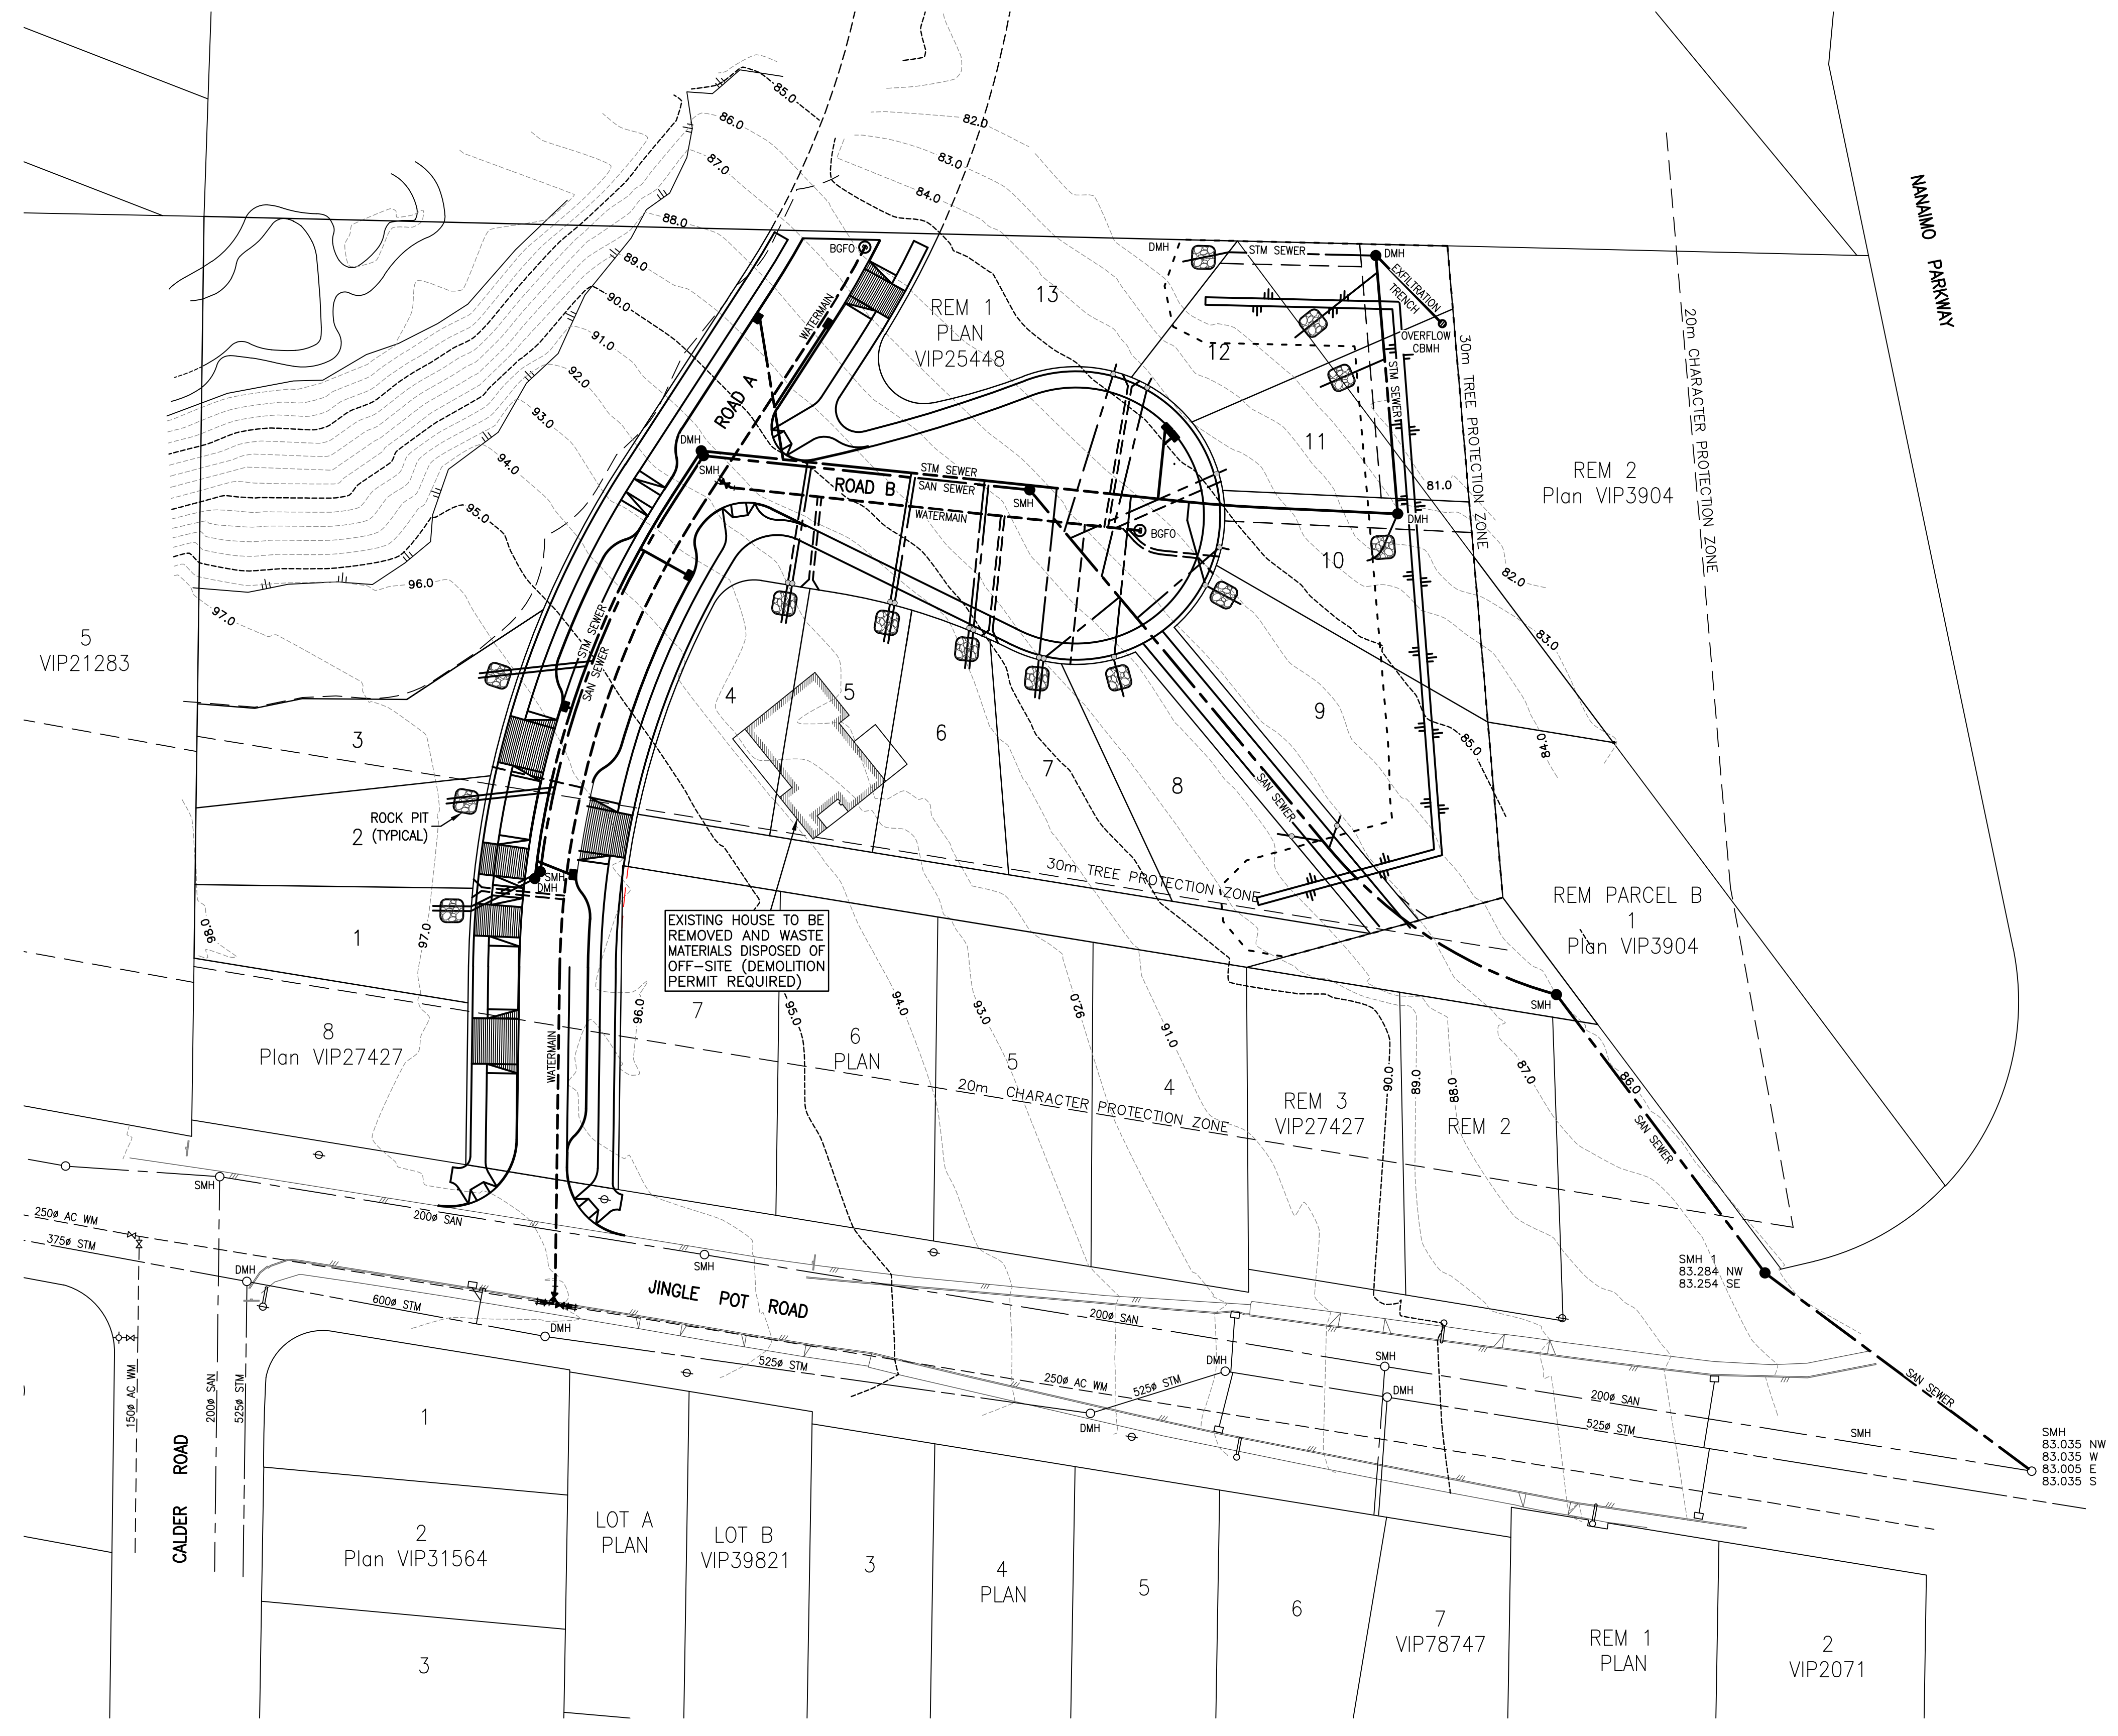 85.0
86.0
87.0
88.0
89.0
90.0
91.0
92.0
93.0
94.0
95.0
96.0
97.0
82.0
83.0
84.0
NANAIMO PARKWAY
BGFO
WATERMAIN
ROAD A
REM 1
PLAN
VIP25448
13
DMH
STM SEWER
DMH
EXFILTRATION
TRENCH
OVERFLOW
CBMH
12
STM SEWER
30m TREE PROTECTION ZONE
20m CHARACTER PROTECTION ZONE
11
81.0
REM 2
Plan VIP3904
DMH
SMH
STM SEWER
ROAD B
SAN SEWER
SMH
WATERMAIN
BGFO
DMH
10
82.0
83.0
84.0
85.0
5
VIP21283
STM SEWER
SAN SEWER
3
4
5
6
7
8
9
SAN SEWER
ROCK PIT
2 (TYPICAL)
SMH
DMH
30m TREE PROTECTION ZONE
EXISTING HOUSE TO BE
REMOVED AND WASTE
MATERIALS DISPOSED OF
OFF-SITE (DEMOLITION
PERMIT REQUIRED)
REM PARCEL B
1
Plan VIP3904
98.0
1
97.0
96.0
95.0
94.0
93.0
92.0
91.0
90.0
89.0
88.0
87.0
86.0
SMH
8
Plan VIP27427
WATERMAIN
7
6
PLAN
5
4
20m CHARACTER PROTECTION ZONE
REM 3
VIP27427
REM 2
SAN SEWER
SMH
200ø SAN
250ø AC WM
375ø STM
DMH
600ø STM
SMH
JINGLE POT ROAD
DMH
525ø STM
200ø SAN
250ø AC WM
525ø STM
DMH
DMH
SMH
DMH
200ø SAN
525ø STM
SMH
SMH 1
83.284 NW
83.254 SE
SAN SEWER
SMH
83.035 NW
83.035 W
83.005 E
83.035 S
150ø AC WM
200ø SAN
525ø STM
CALDER ROAD
1
2
Plan VIP31564
3
LOT A
PLAN
LOT B
VIP39821
3
4
PLAN
5
6
7
VIP78747
REM 1
PLAN
2
VIP2071